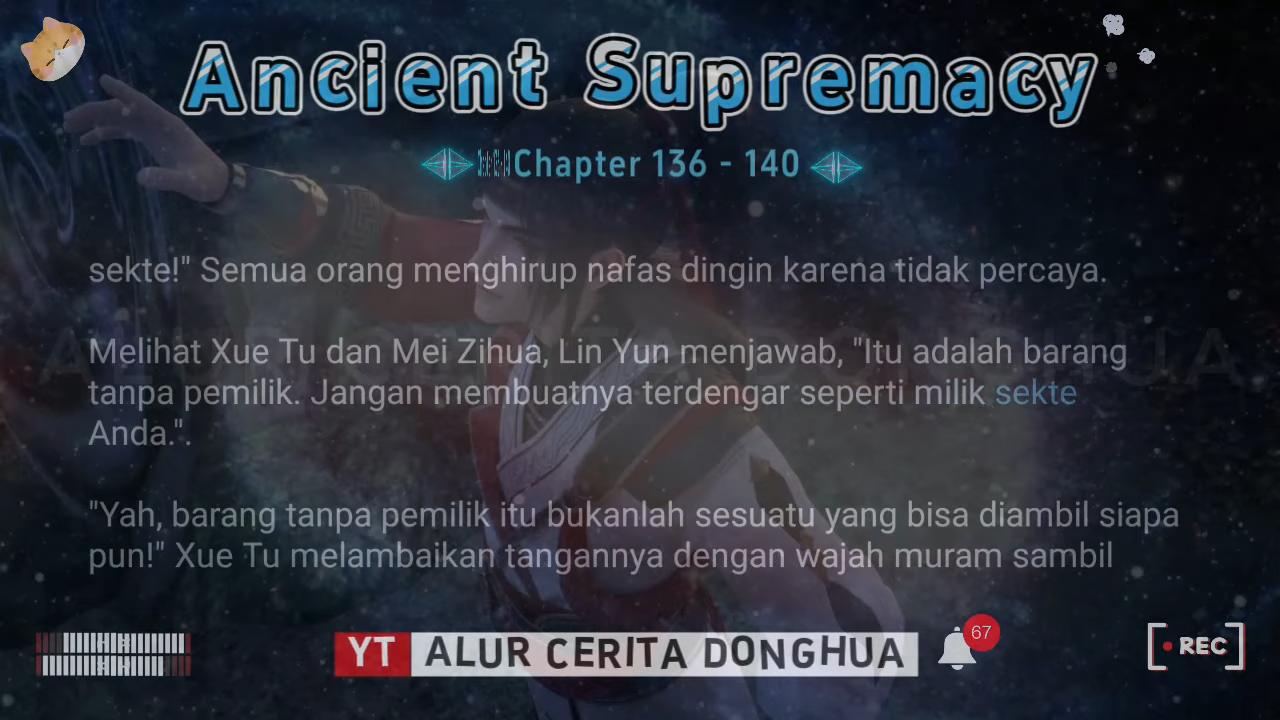 Ancient Supremacy
Chapter 136 - 140
sekte!" Semua orang menghirup nafas dingin karena tidak percaya.
Melihat Xue Tu dan Mei Zihua, Lin Yun menjawab, "Itu adalah barang
tanpa pemilik. Jangan membuatnya terdengar seperti milik sekte
Anda.".
"Yah, barang tanpa pemilik itu bukanlah sesuatu yang bisa diambil siapa
pun!" Xue Tu melambaikan tangannya dengan wajah muram sambil
YT ALUR CERITA DONGHUA
67
REC